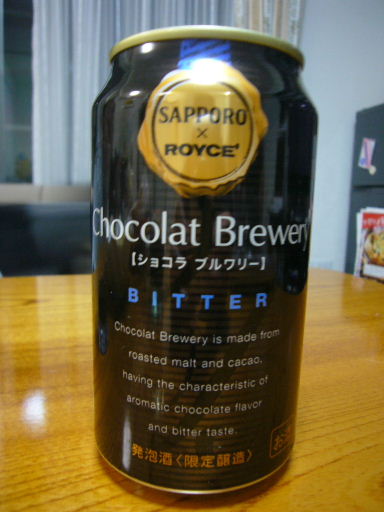 SAPPORO
×
ROYCE'
Chocolat Brewery
【ショコラ ブルワリー】
BITTER
Chocolat Brewery is made from
roasted malt and cacao,
having the characteristic of
aromatic chocolate flavor
and bitter taste.
発泡酒〈限定醸造〉